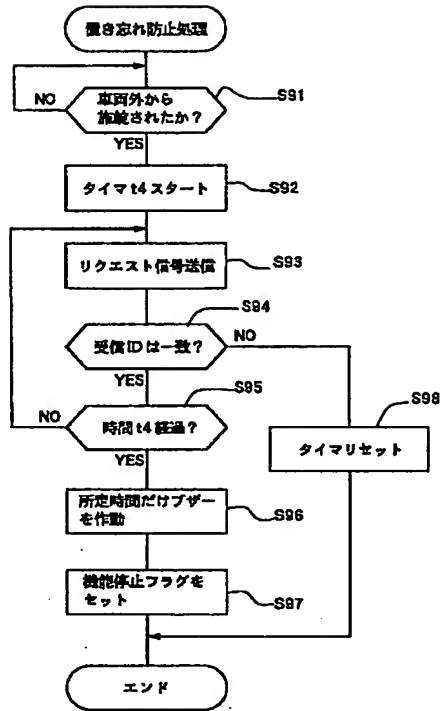 置き忘れ防止処理
車両外から
施錠されたか？
S91
NO
YES
タイマt4スタート
S92
リクエスト信号送信
S93
S94
受信IDは一致？
NO
YES
S95
時間t4経過？
NO
YES
S98
タイマリセット
所定時間だけブザー
を作動
S96
機能停止フラグを
セット
S97
エンド